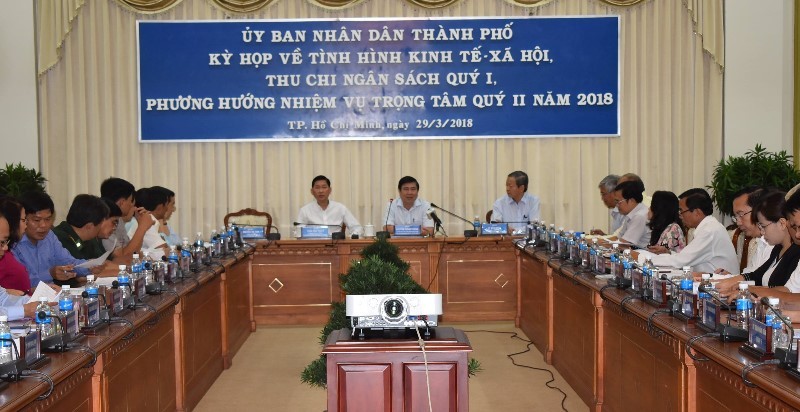 ỦY BAN NHÂN DÂN THÀNH PHỐ
KỲ HỌP VỀ TÌNH HÌNH KINH TẾ-XÃ HỘI,
THU CHI NGÂN SÁCH QUÝ I,
PHƯƠNG HƯỚNG NHIỆM VỤ TRỌNG TÂM QUÝ II NĂM 2018
TP. Hồ Chí Minh, ngày 29/3/2018